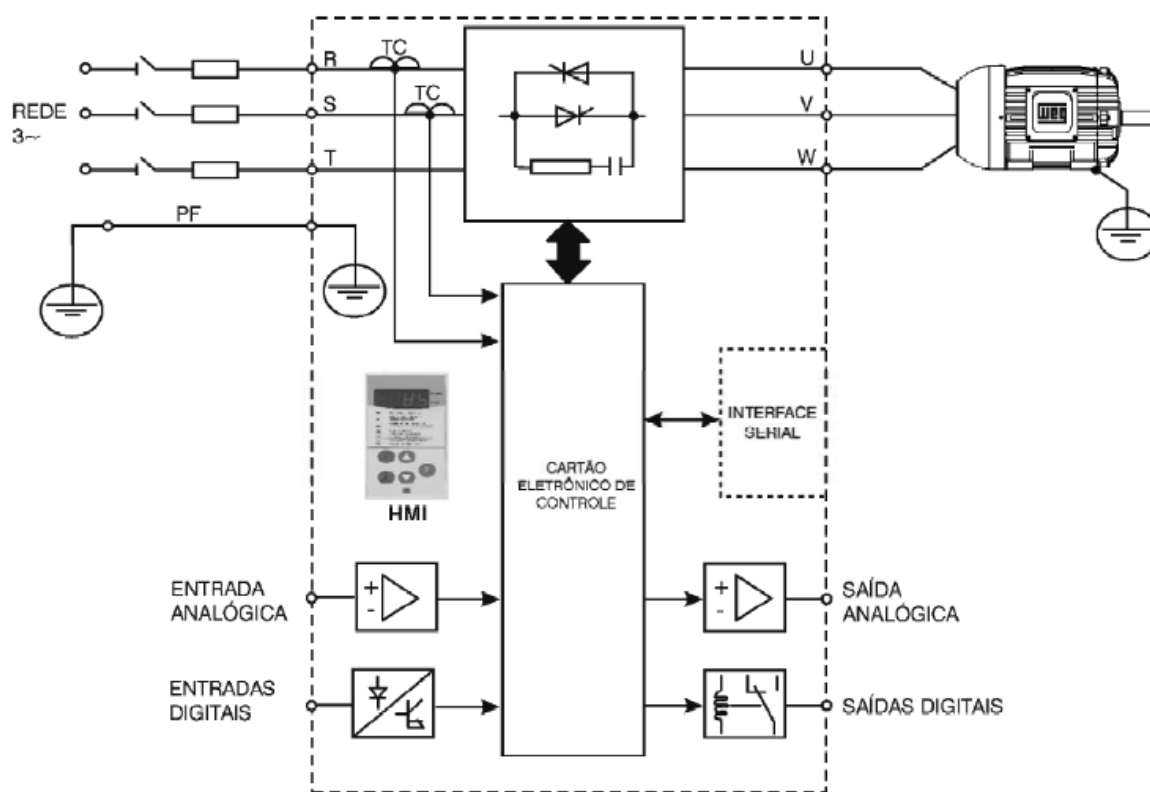 R
TC
U
S
TC
V
REDE
3~
T
W
PF
weg
INTERFACE
SERIAL
CARTÃO
ELETRÔNICO DE
CONTROLE
HMI
ENTRADA
ANALÓGICA
+
-
+
-
SAÍDA
ANALÓGICA
ENTRADAS
DIGITAIS
SAÍDAS DIGITAIS